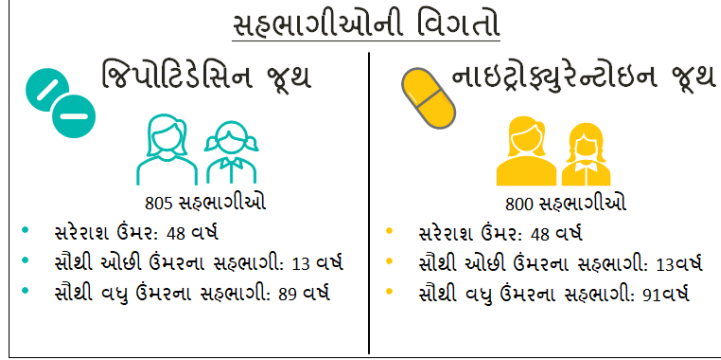 સહભાગીઓની વિગતો
જિપોટિડેસિન જૂથ
805 સહભાગીઓ
સરેરાશ ઉંમર: 48 વર્ષ
સૌથી ઓછી ઉંમરના સહભાગી: 13 વર્ષ
સૌથી વધુ ઉંમરના સહભાગી: 89 વર્ષ
નાઇટ્રોફ્યુરેન્ટોઇન જૂથ
800 સહભાગીઓ
સરેરાશ ઉંમર: 48 વર્ષ
સૌથી ઓછી ઉંમરના સહભાગી: 13વર્ષ
સૌથી વધુ ઉંમરના સહભાગી: 91વર્ષ